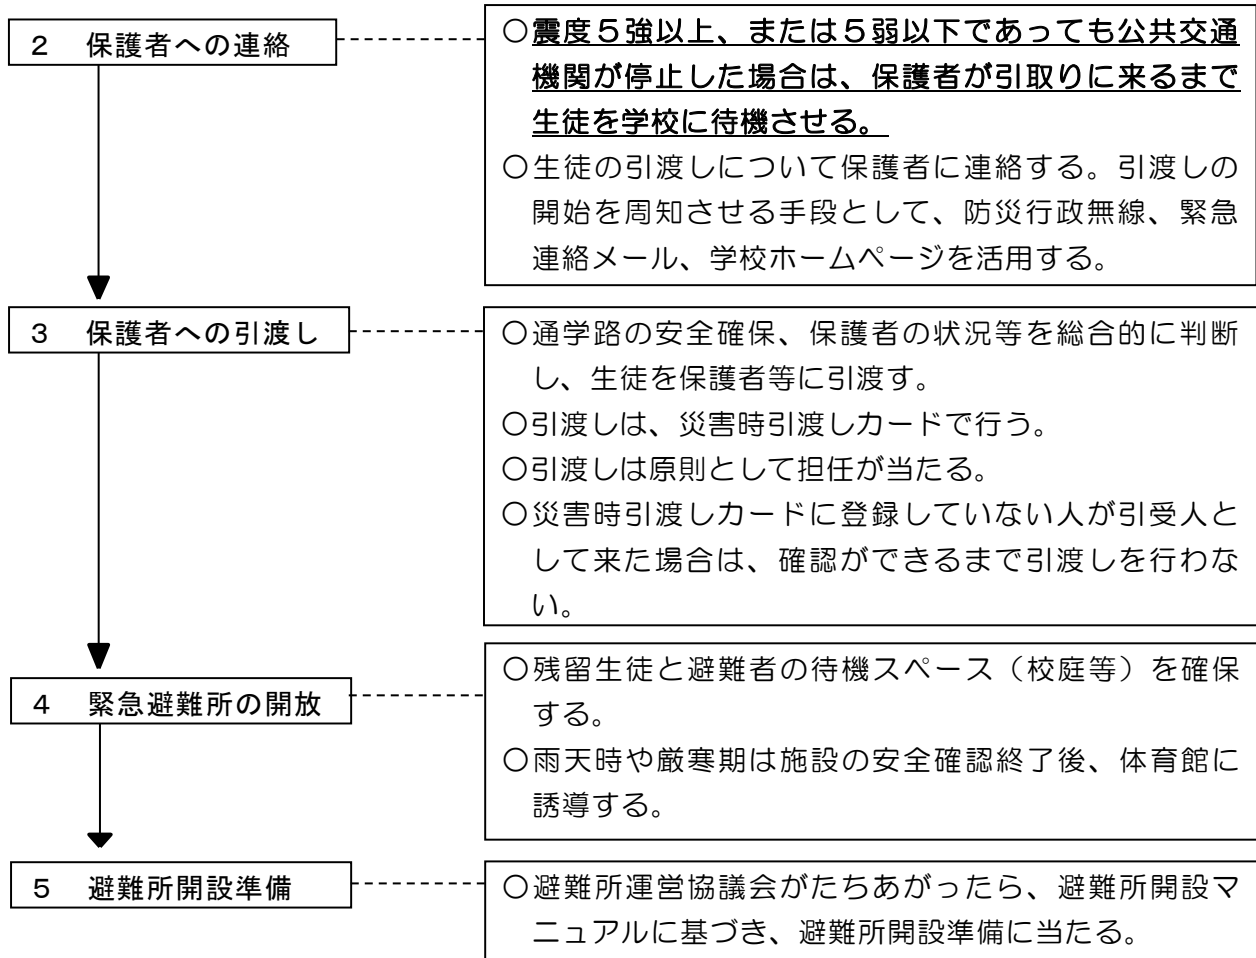 2　保護者への連絡
○震度５強以上、または５弱以下であっても公共交通
機関が停止した場合は、保護者が引取りに来るまで
生徒を学校に待機させる。
○生徒の引渡しについて保護者に連絡する。引渡しの
開始を周知させる手段として、防災行政無線、緊急
連絡メール、学校ホームページを活用する。
3　保護者への引渡し
○通学路の安全確保、保護者の状況等を総合的に判断
し、生徒を保護者等に引渡す。
○引渡しは、災害時引渡しカードで行う。
○引渡しは原則として担任が当たる。
○災害時引渡しカードに登録していない人が引受人と
して来た場合は、確認ができるまで引渡しを行わな
い。
4　緊急避難所の開放
○残留生徒と避難者の待機スペース（校庭等）を確保
する。
○雨天時や厳寒期は施設の安全確認終了後、体育館に
誘導する。
5　避難所開設準備
○避難所運営協議会がたちあがったら、避難所開設マ
ニュアルに基づき、避難所開設準備に当たる。